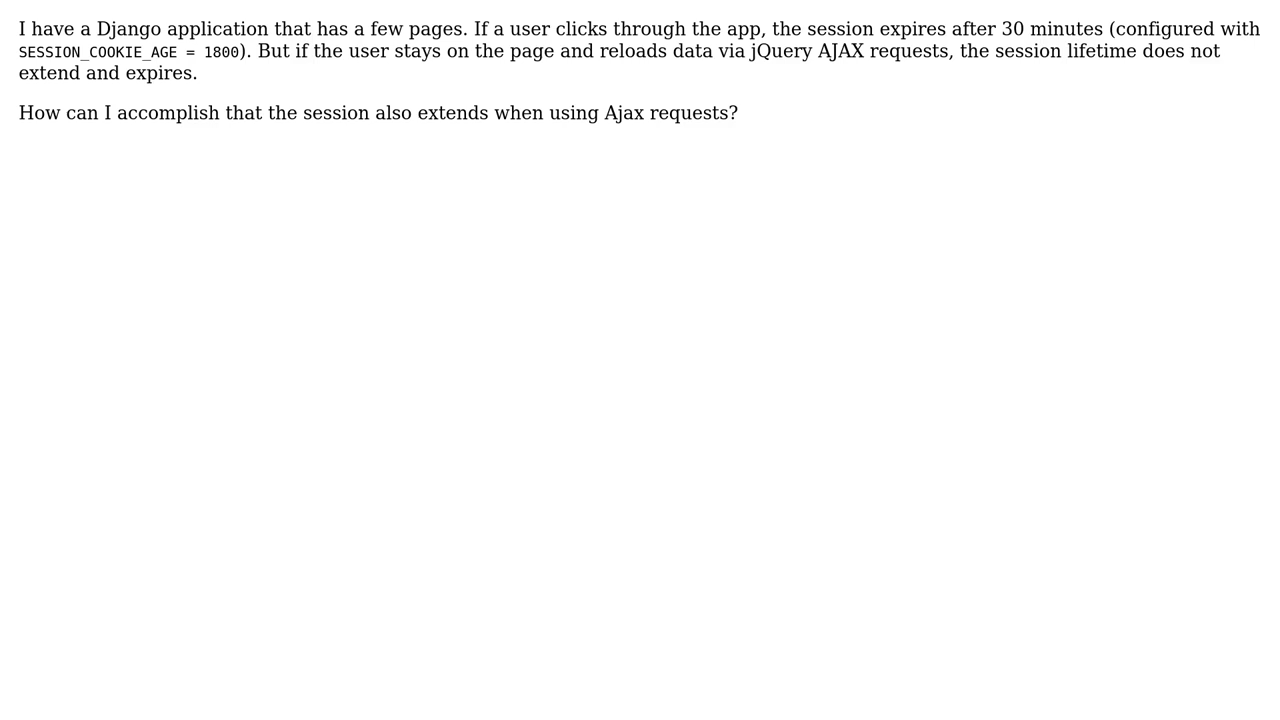 I have a Django application that has a few pages. If a user clicks through the app, the session expires after 30 minutes (configured with
SESSION_COOKIE_AGE = 1800). But if the user stays on the page and reloads data via jQuery AJAX requests, the session lifetime does not
extend and expires.
How can I accomplish that the session also extends when using Ajax requests?